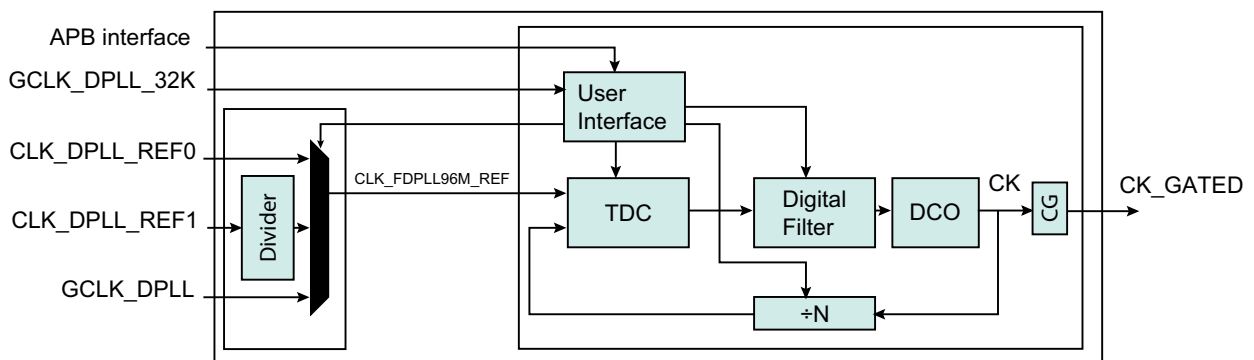 APB interface
GCLK_DPLL_32K
User
Interface
CLK_DPLL_REF0
CLK_FDPLL96M_REF
CK
CK_GATED
CLK_DPLL_REF1
Divider
TDC
Digital
Filter
DCO
CG
GCLK_DPLL
÷N